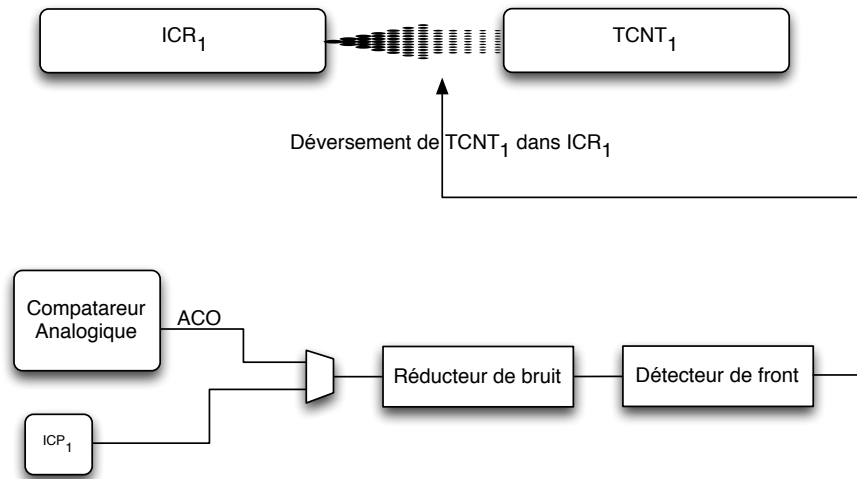 ICR1
TCNT1
Déversement de TCNT1 dans ICR1
Compatareur
Analogique
ACO
Réducteur de bruit
Détecteur de front
ICP1